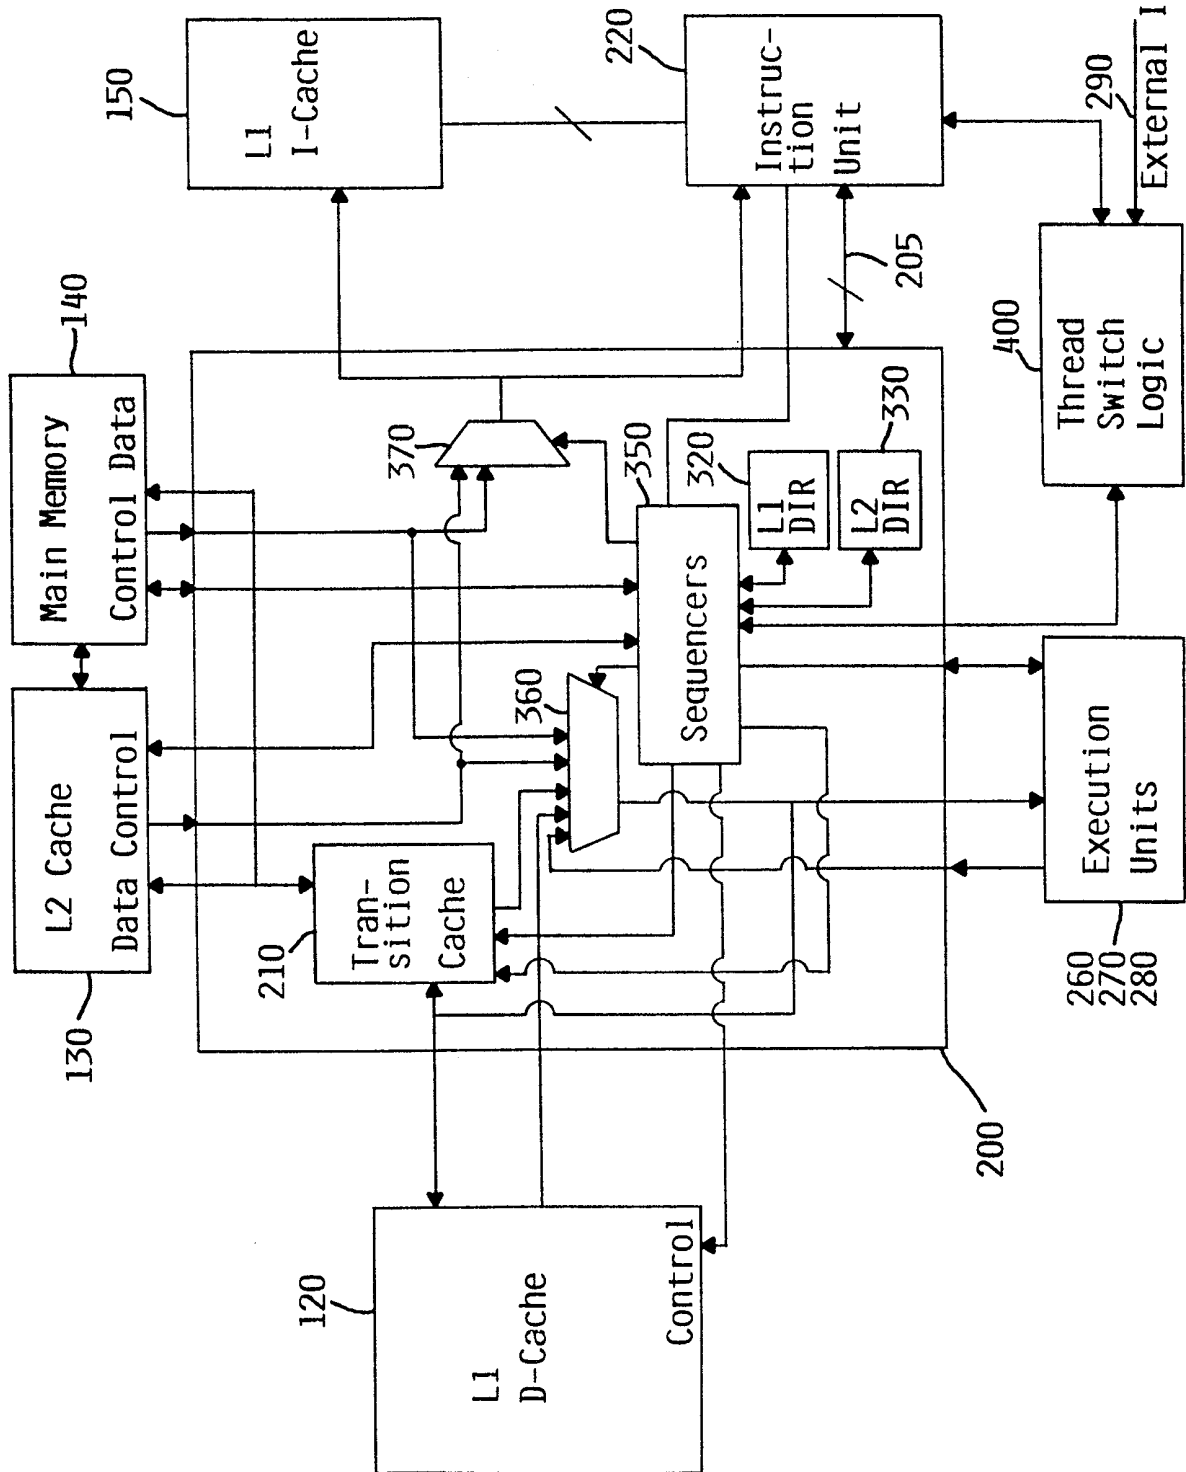 120
L1
D-Cache
Control
130
L2 Cache
Data Control
140
Main Memory
Control Data
150
L1
I-Cache
210
Tran-
sition
Cache
360
370
350
Sequencers
320
L1
DIR
330
L2
DIR
200
205
220
Instruc-
tion
Unit
260
270
280
Execution
Units
400
Thread
Switch
Logic
290
External I